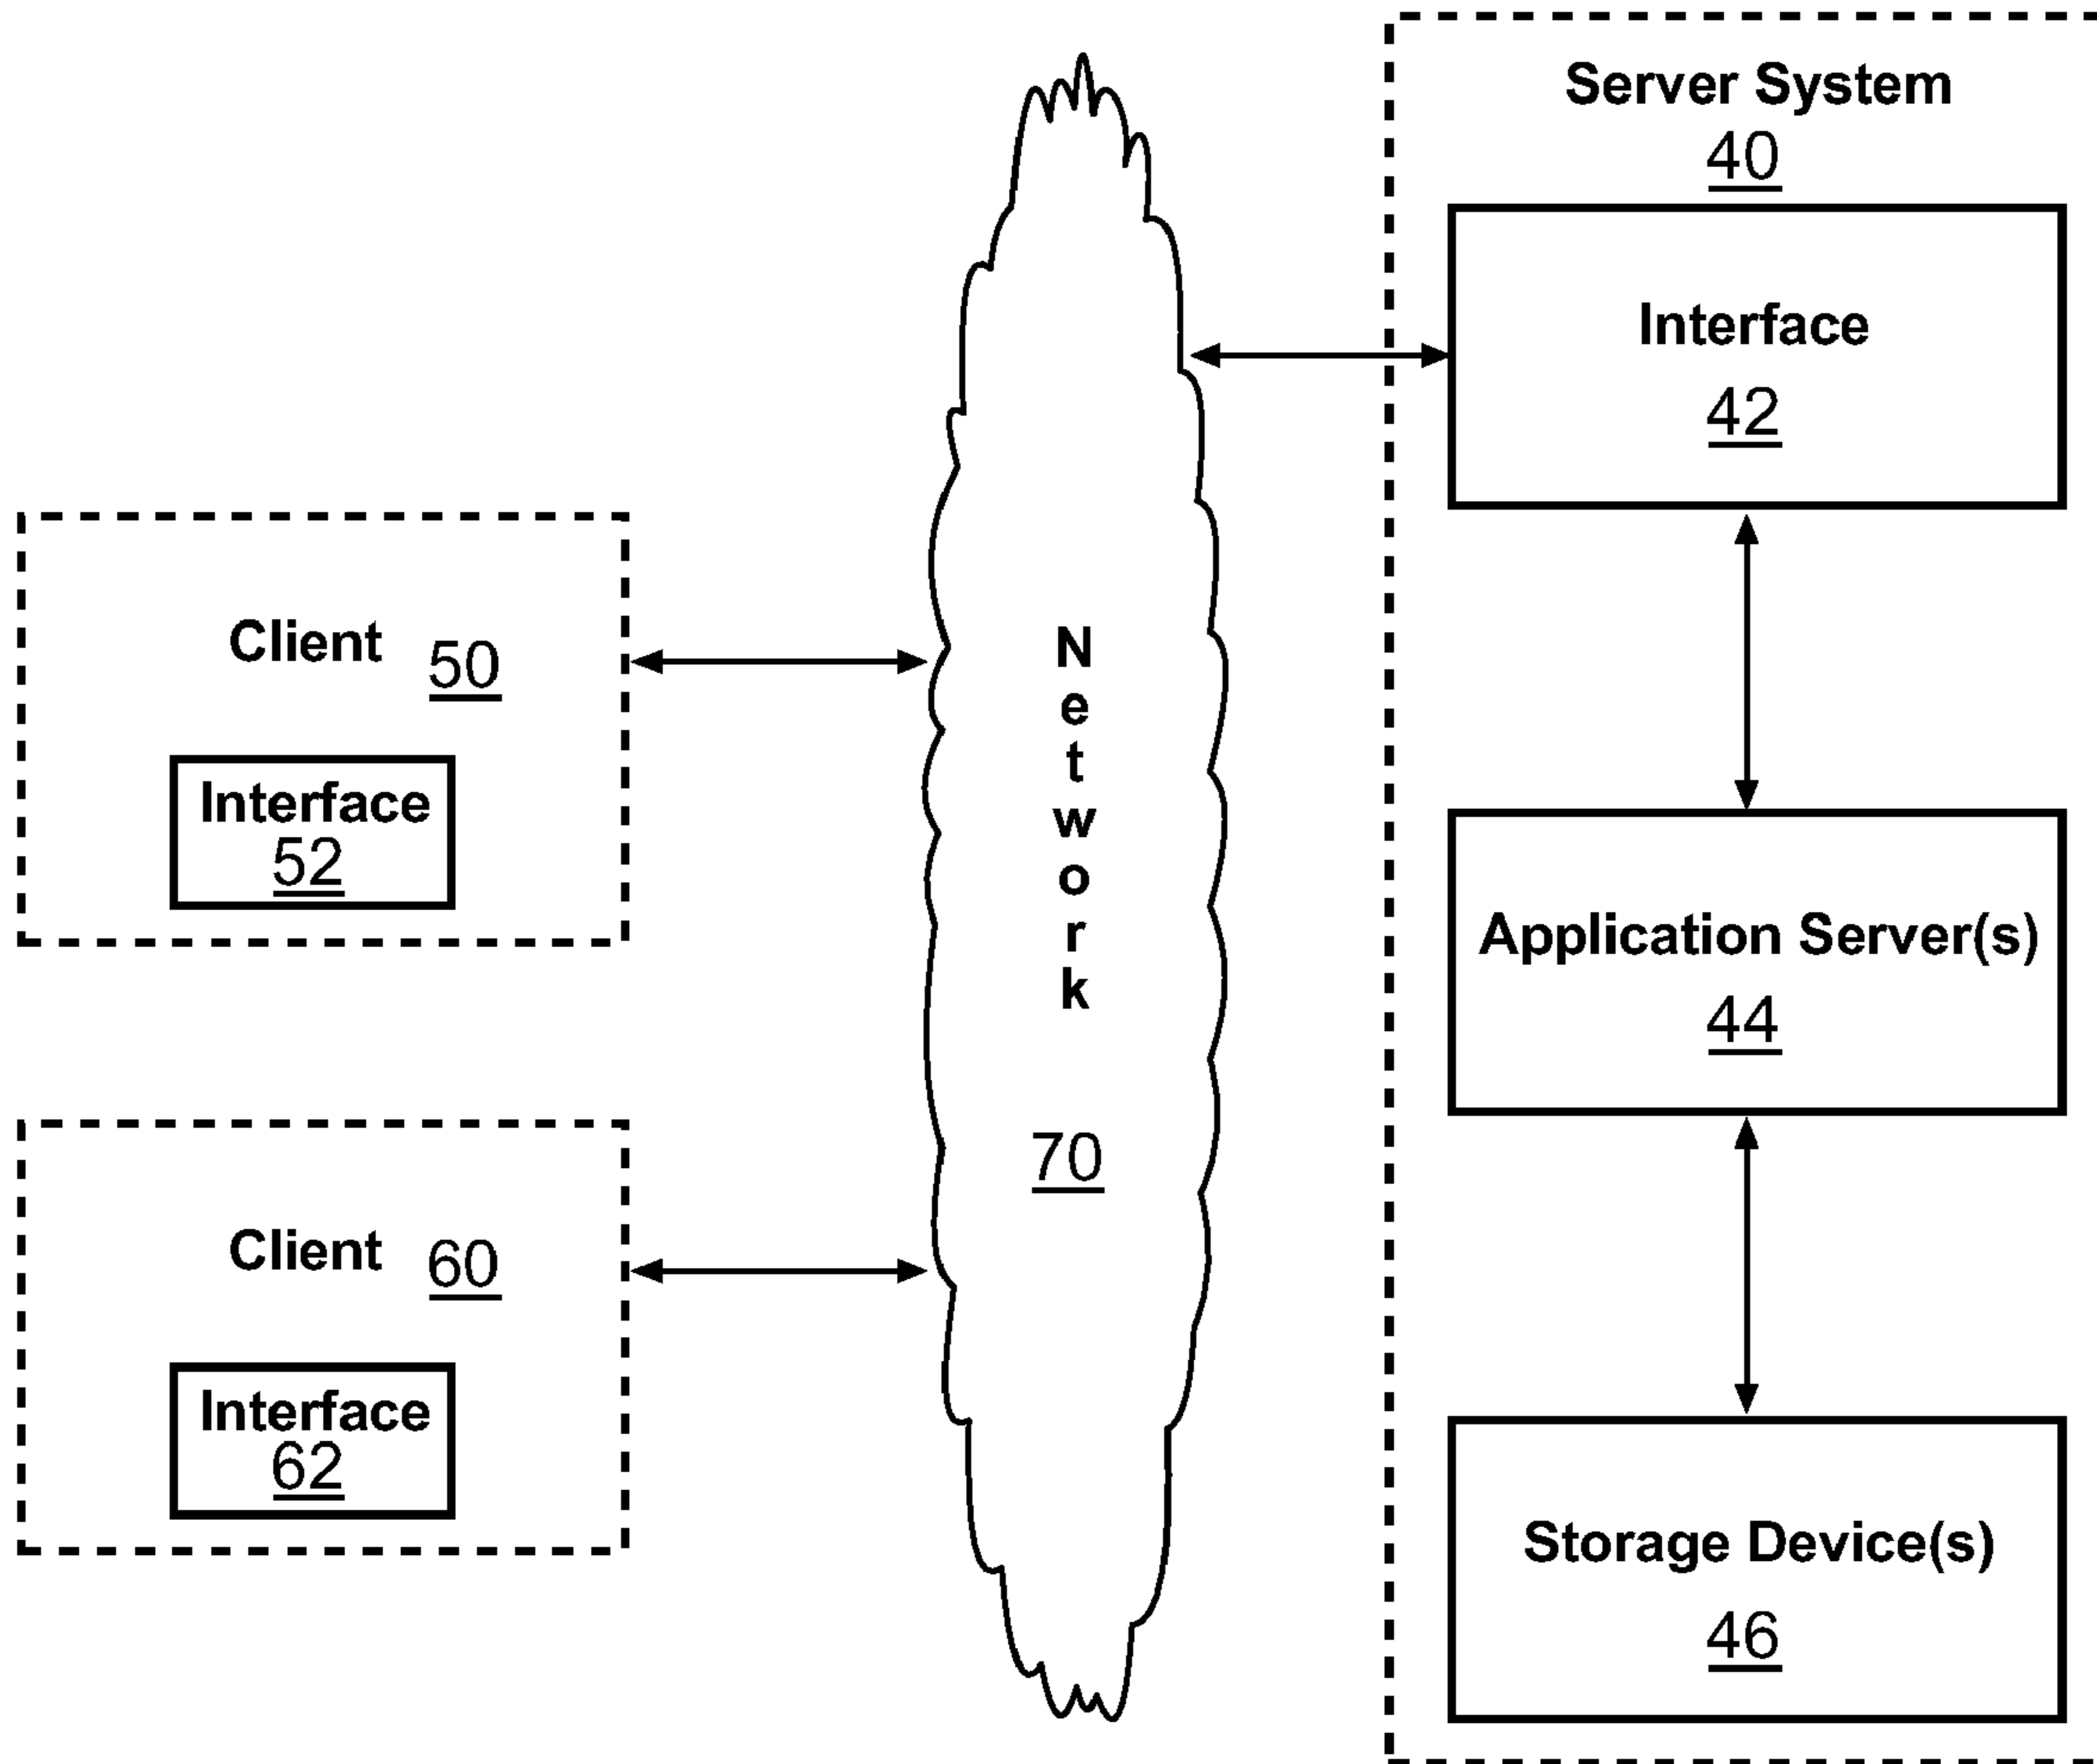 Server System
40
Interface
42
Client 50
Interface
52
Network
70
Application Server(s)
44
Client 60
Interface
62
Storage Device(s)
46